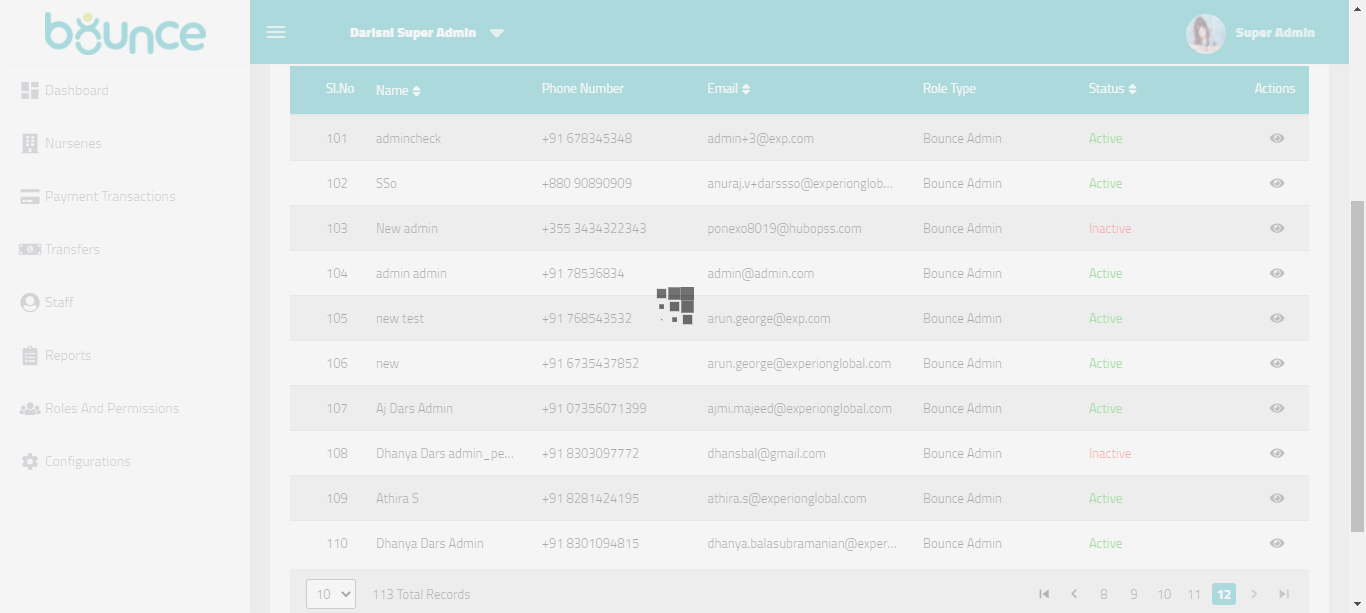 bounce
DarIsni Super Admin
Super Admin
Dashboard
Nurseries
Payment Transactions
Transfers
Staff
Reports
Roles And Permissions
Configurations
Sl.No Name Phone Number Email Role Type Status Actions
101 admincheck +91 678345348 admin+3@exp.com Bounce Admin Active
102 SSo +880 90890909 anuraj.v+darssso@experionglob... Bounce Admin Active
103 New admin +355 3434322343 ponexo8019@hubopss.com Bounce Admin Inactive
104 admin admin +91 78536834 admin@admin.com Bounce Admin Active
105 new test +91 768543532 arun.george@exp.com Bounce Admin Active
106 new +91 6735437852 arun.george@experionglobal.com Bounce Admin Active
107 Aj Dars Admin +91 07356071399 ajmi.majeed@experionglobal.com Bounce Admin Active
108 Dhanya Dars admin_pe... +91 8303097772 dhansbal@gmail.com Bounce Admin Inactive
109 Athira S +91 8281424195 athira.s@experionglobal.com Bounce Admin Active
110 Dhanya Dars Admin +91 8301094815 dhanya.balasubramanian@exper... Bounce Admin Active
10 113 Total Records 8 9 10 11 12